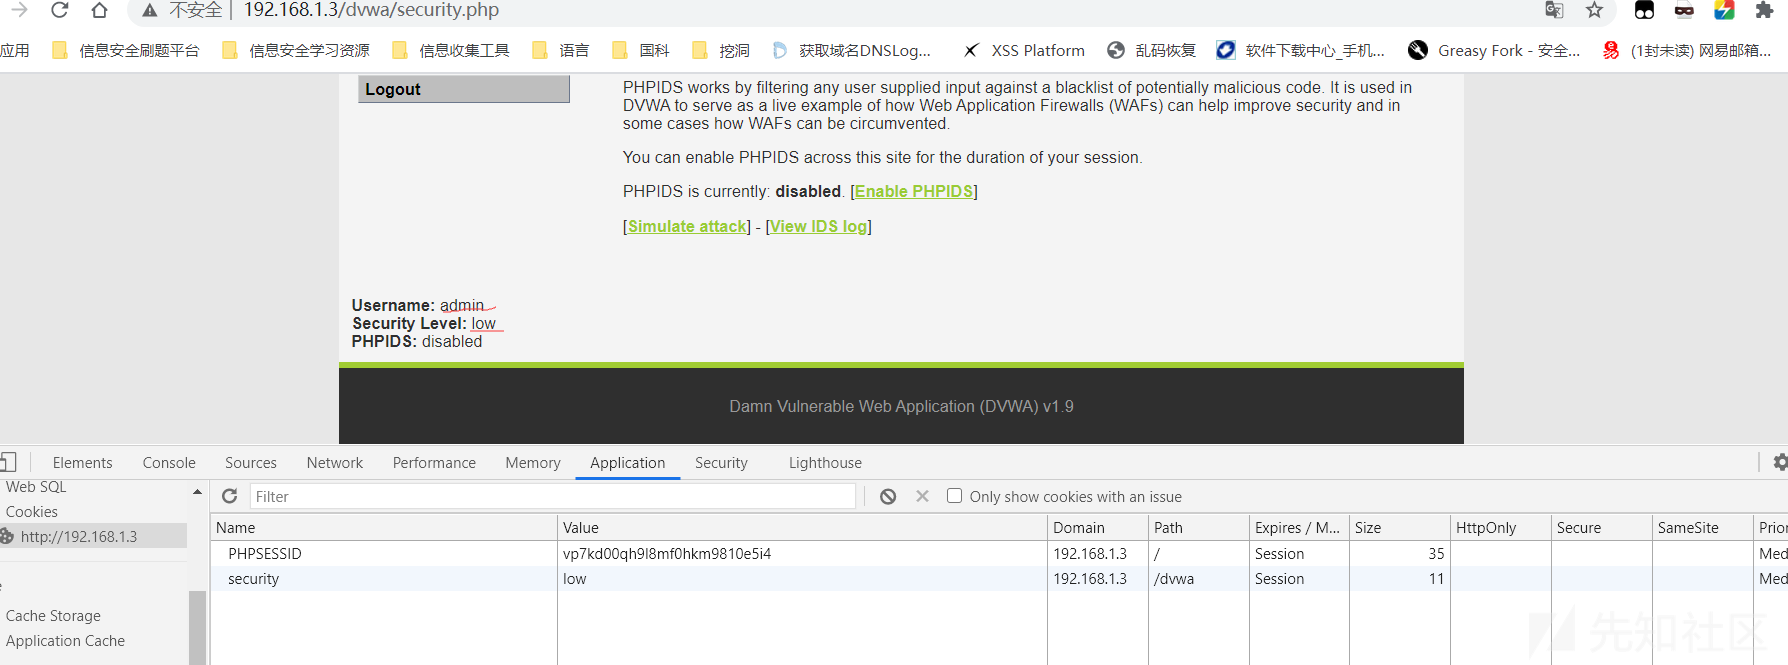 不安全 192.168.1.3/dvwa/security.php
应用 信息安全刷题平台 信息安全学习资源 信息收集工具 语言 国科 挖洞 获取域名DNSLog... XSS Platform 乱码恢复 软件下载中心_手机... Greasy Fork - 安全... (1封未读) 网易邮箱...
Logout
PHPIDS works by filtering any user supplied input against a blacklist of potentially malicious code. It is used in
DVWA to serve as a live example of how Web Application Firewalls (WAFs) can help improve security and in
some cases how WAFs can be circumvented.
You can enable PHPIDS across this site for the duration of your session.
PHPIDS is currently: disabled. [Enable PHPIDS]
[Simulate attack] - [View IDS log]
Username: admin
Security Level: low
PHPIDS: disabled
Damn Vulnerable Web Application (DVWA) v1.9
Elements Console Sources Network Performance Memory Application Security Lighthouse
Web SQL
Cookies
http://192.168.1.3
Cache Storage
Application Cache
Filter
Only show cookies with an issue
Name Value Domain Path Expires / M... Size HttpOnly Secure SameSite Prior
PHPSESSID vp7kd00qh9l8mf0hkm9810e5i4 192.168.1.3 / Session 35 Med
security low 192.168.1.3 /dvwa Session 11 Med
先知社区